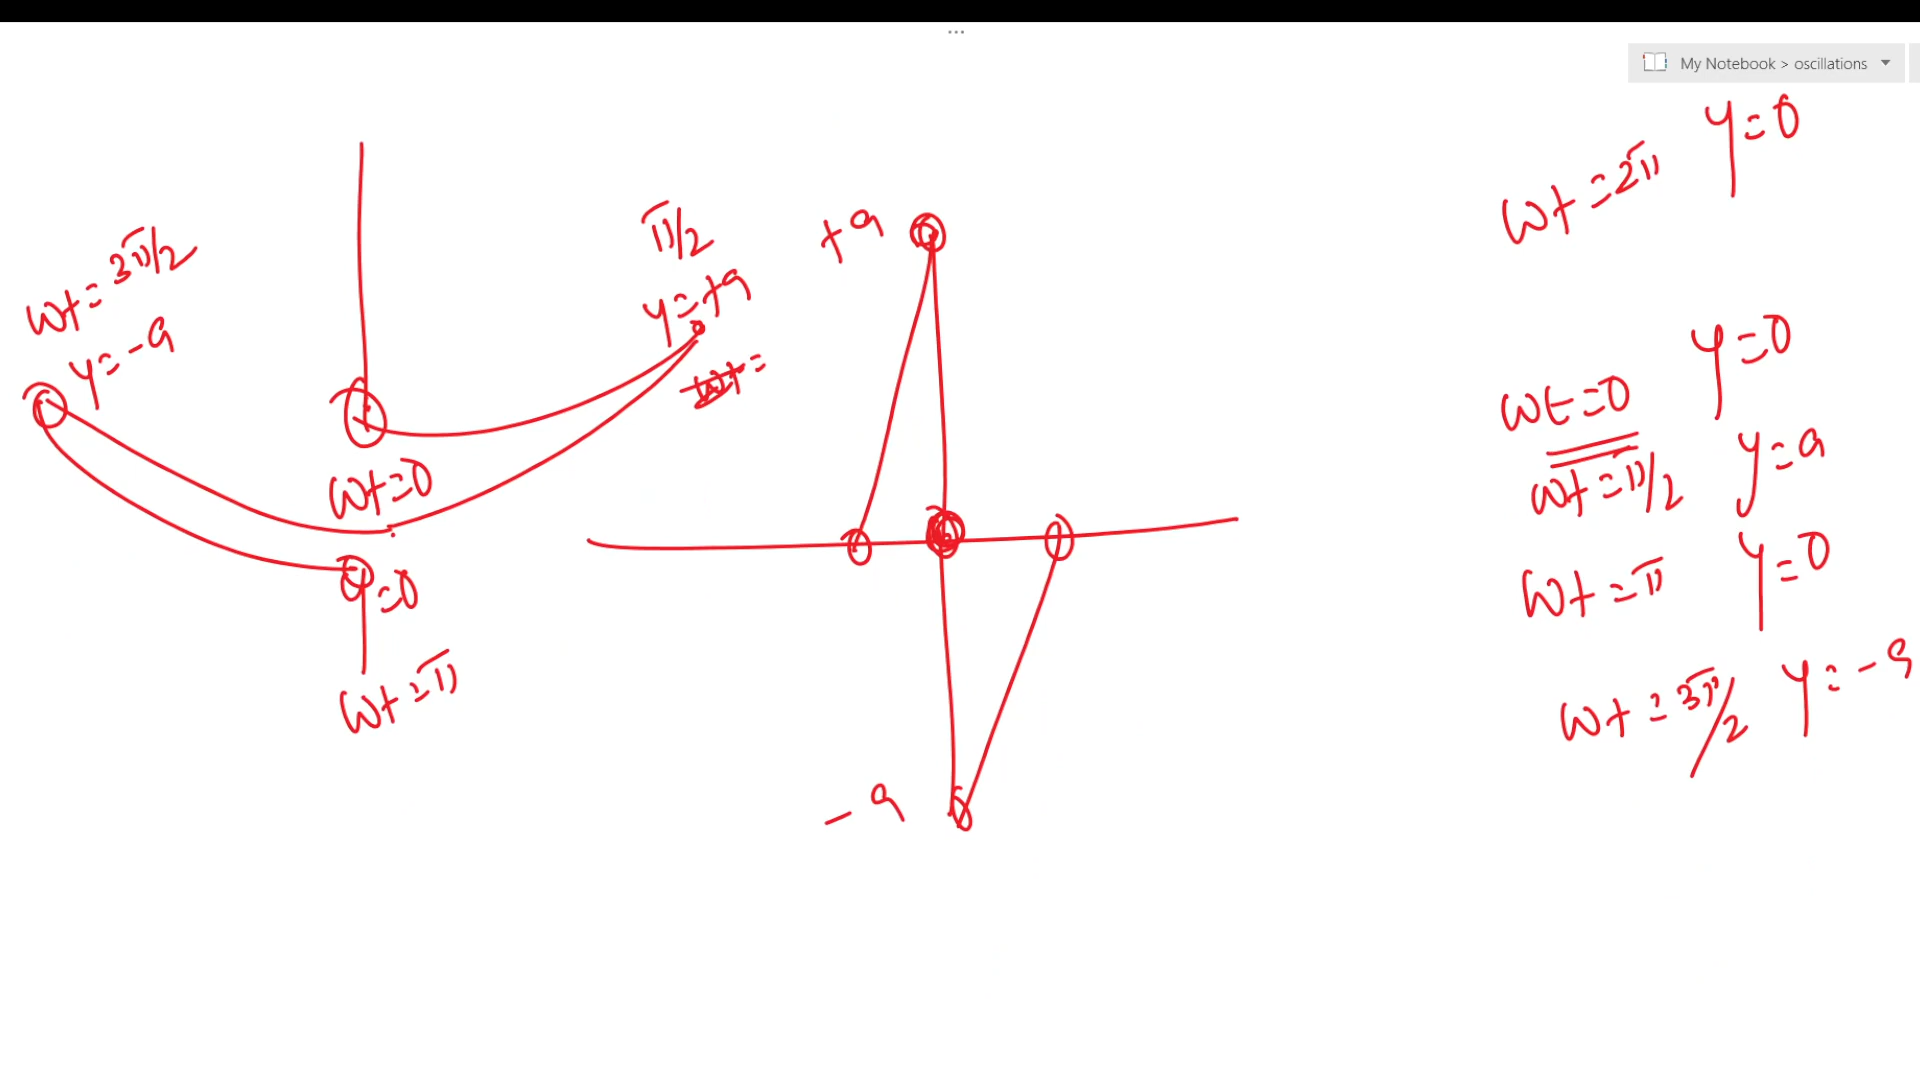 My Notebook > oscillations
ωt = 3π/2
y = -a
ωt = 0
y = 0
ωt = π
π/2
y = +a
ωt =
+a
-a
ωt = 2π y = 0
ωt = 0 y = 0
ωt = π/2 y = a
ωt = π y = 0
ωt = 3π/2 y = -a